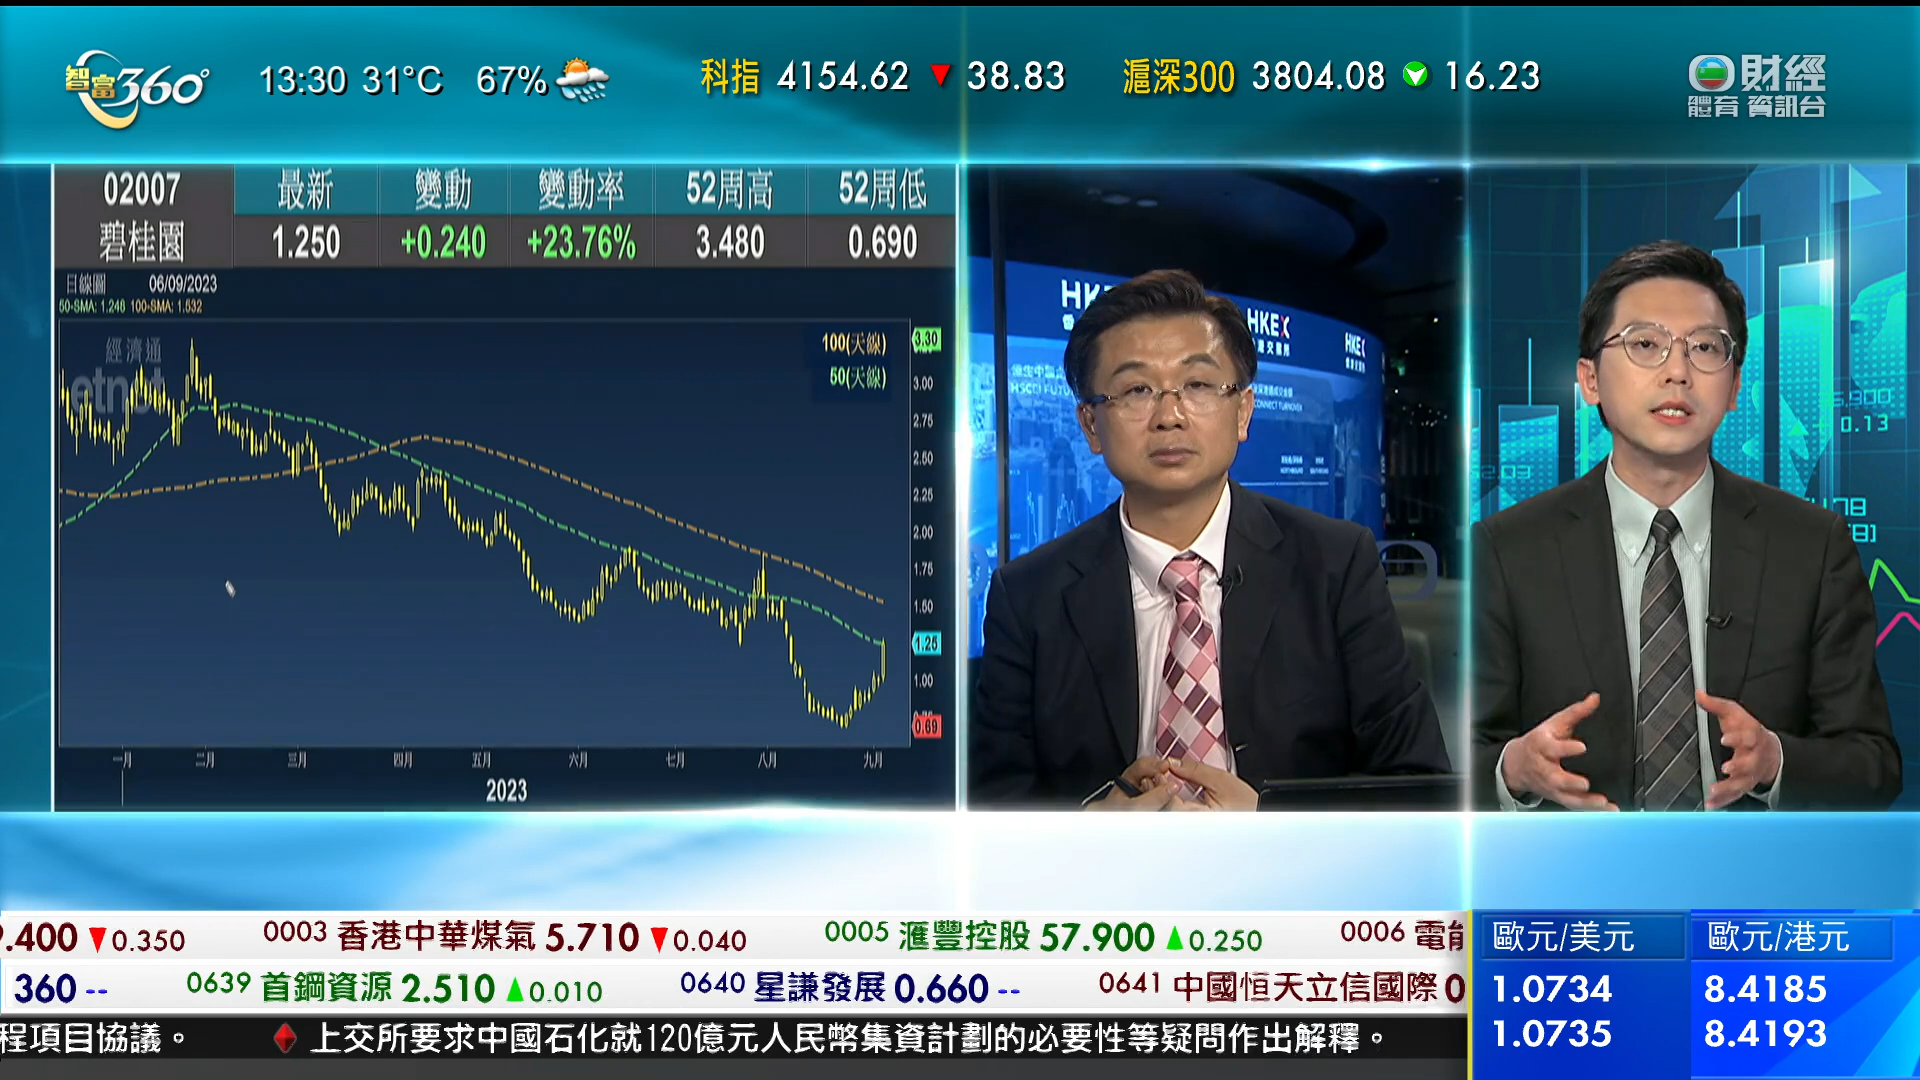 智富360°
13:30 31°C 67%
科指 4154.62 ▼ 38.83
滬深300 3804.08 16.23
財經
體育 資訊台
02007 最新 變動 變動率 52周高 52周低
碧桂園 1.250 +0.240 +23.76% 3.480 0.690
日線圖 06/09/2023
50-SMA: 1.246 100-SMA: 1.532
經濟通
etnet
100(天線)
50(天線)
3.30
3.00
2.75
2.50
2.25
2.00
1.75
1.50
1.25
1.00
0.69
一月 二月 三月 四月 五月 六月 七月 八月 九月
2023
HKEX
HKEX
HSCEI FUTU
CONNECT TURNOVER
0.13
9.400 ▼0.350 0003 香港中華煤氣 5.710 ▼0.040 0005 滙豐控股 57.900 ▲0.250 0006 電能
360 -- 0639 首鋼資源 2.510 ▲0.010 0640 星謙發展 0.660 -- 0641 中國恒天立信國際 0
程項目協議。 ♦ 上交所要求中國石化就120億元人民幣集資計劃的必要性等疑問作出解釋。
歐元/美元 歐元/港元
1.0734 8.4185
1.0735 8.4193